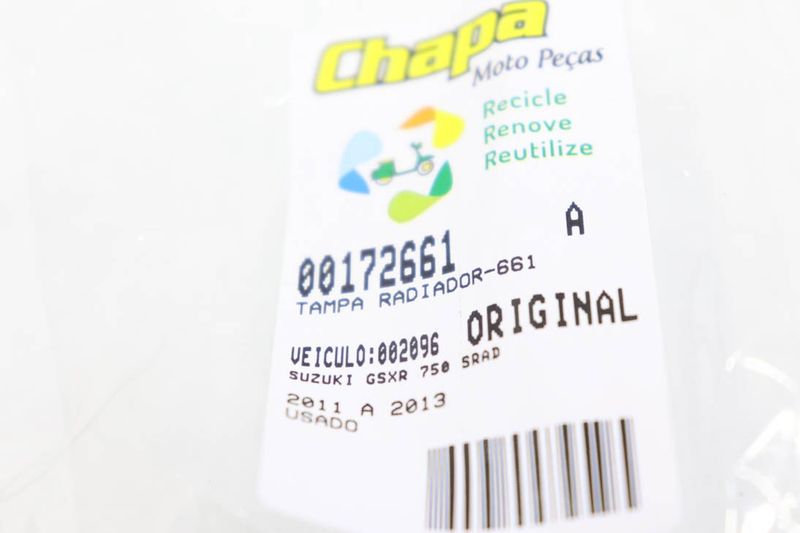 Chapa
Moto Peças
Recicle
Renove
Reutilize
A
00172661
TAMPA RADIADOR-661
ORIGINAL
VEICULO:002096
SUZUKI GSXR 750 SRAD
2011 A 2013
USADO